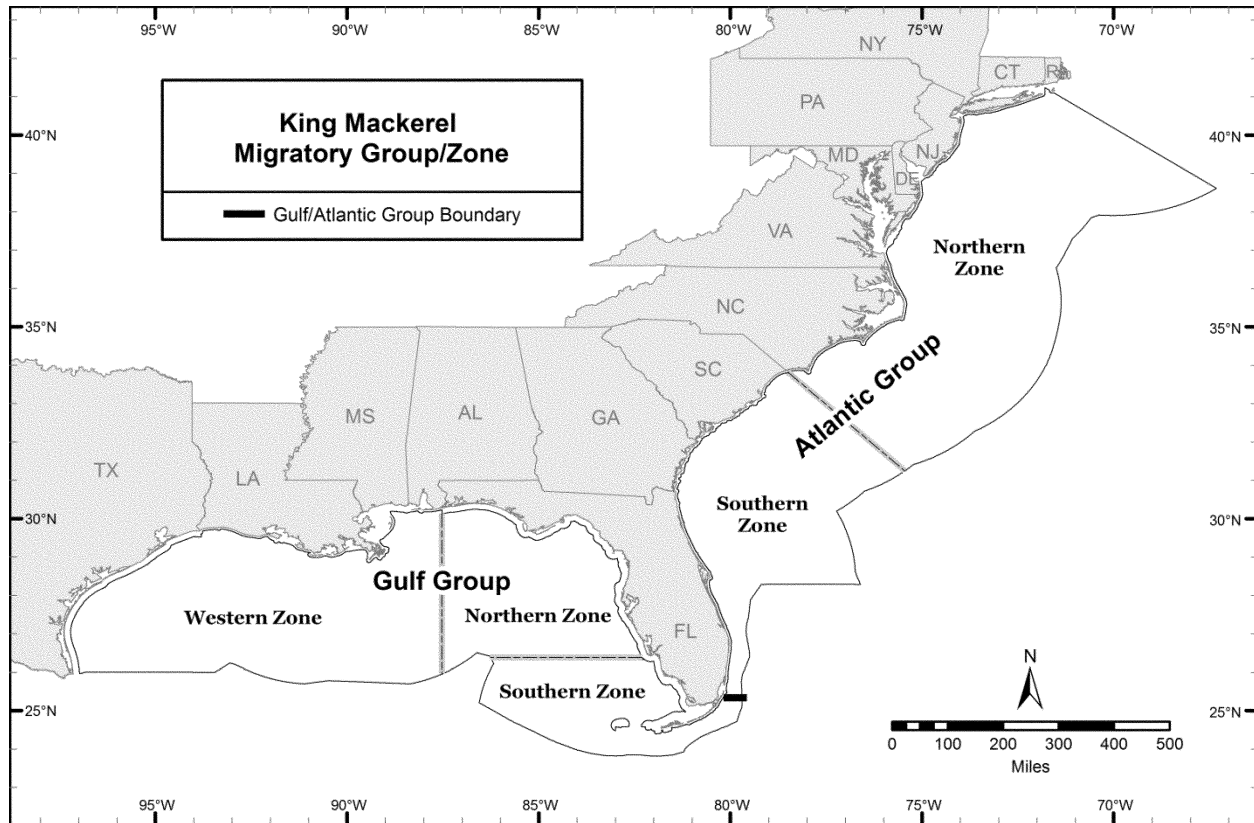 95°W
90°W
85°W
80°W
75°W
70°W
NY
CT
RI
PA
40°N
40°N
King Mackerel
Migratory Group/Zone
Gulf/Atlantic Group Boundary
MD
NJ
DE
VA
Northern
Zone
NC
35°N
35°N
SC
Atlantic Group
MS
AL
GA
TX
LA
Southern
Zone
30°N
30°N
Gulf Group
Western Zone
Northern Zone
FL
Southern Zone
N
25°N
25°N
0 100 200 300 400 500
Miles
95°W
90°W
85°W
80°W
75°W
70°W